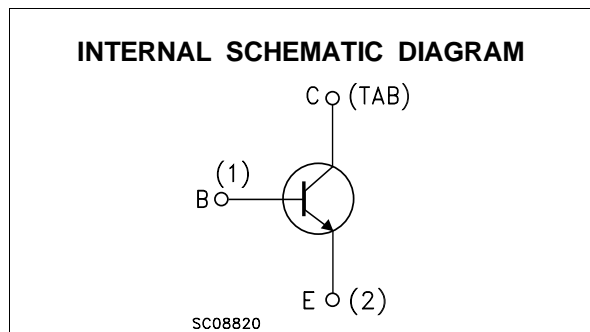 INTERNAL SCHEMATIC DIAGRAM
C (TAB)
(1)
B
E (2)
SC08820